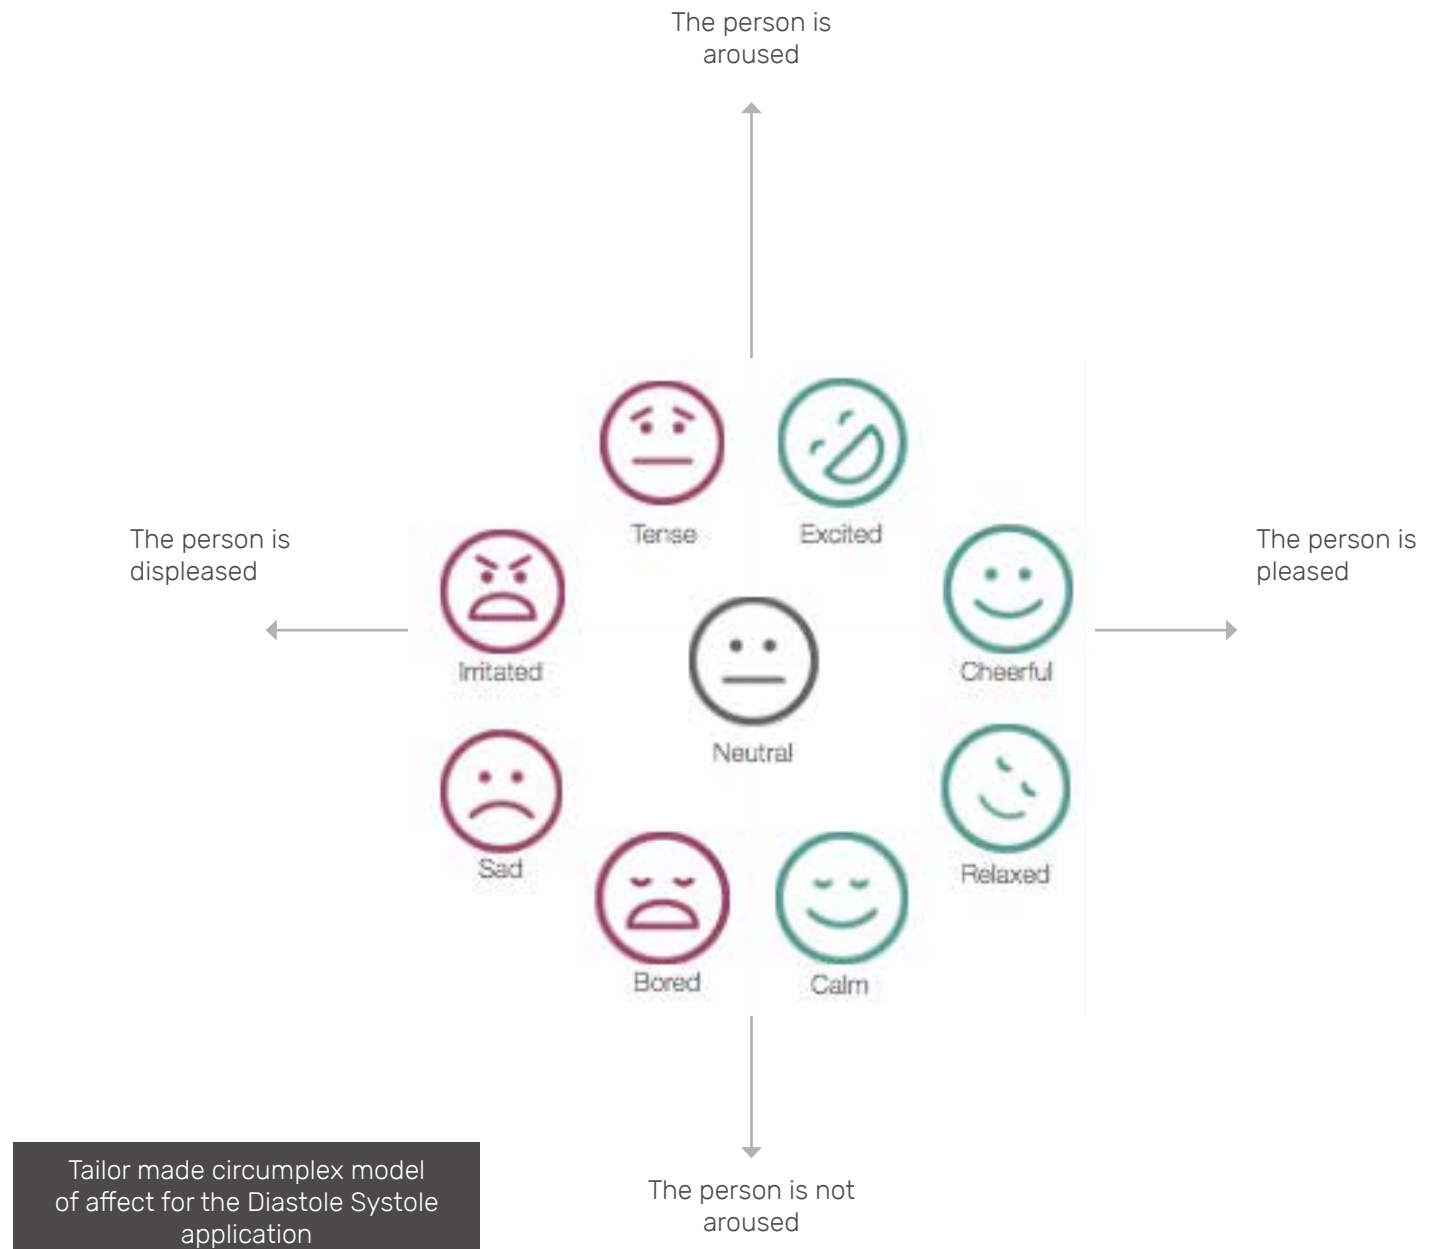 The person is
aroused
Tense
Excited
The person is
displeased
The person is
pleased
Irritated
Cheerful
Neutral
Sad
Relaxed
Bored
Calm
Tailor made circumplex model
of affect for the Diastole Systole
application
The person is not
aroused